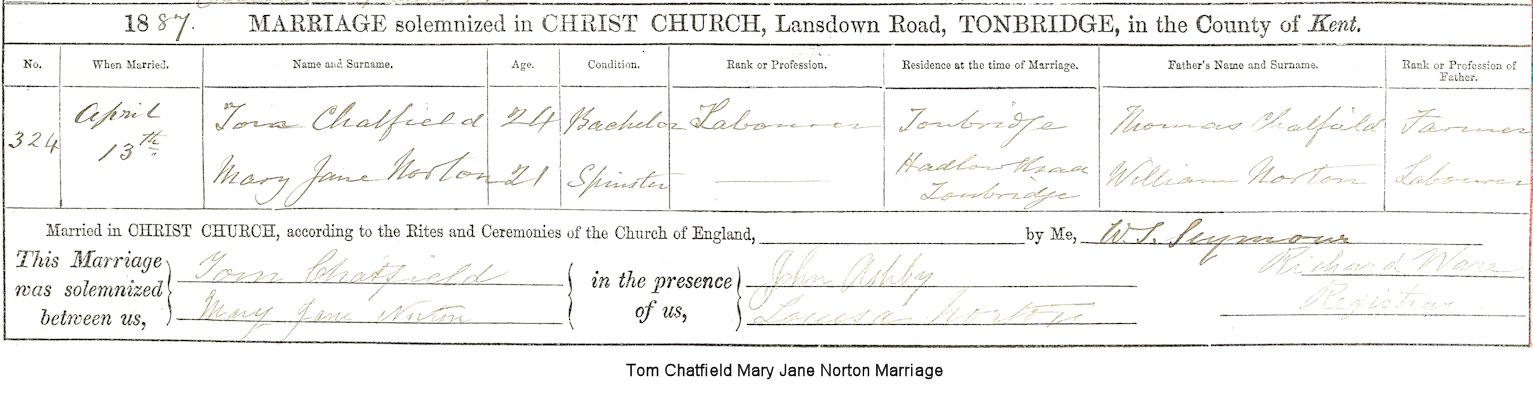 1887. MARRIAGE solemnized in CHRIST CHURCH, Lansdown Road, TONBRIDGE, in the County of Kent.
No. When Married. Name and Surname. Age. Condition. Rank or Profession. Residence at the time of Marriage. Father's Name and Surname. Rank or Profession of Father.
324 April 13th Tom Chatfield 24 Bachelor Labourer Tonbridge Thomas Chatfield Farmer
Mary Jane Norton 21 Spinster Hadlow Road Tonbridge William Norton Labourer
Married in CHRIST CHURCH, according to the Rites and Ceremonies of the Church of England, by Me, W. S. Seymour
This Marriage was solemnized between us, Tom Chatfield in the presence of us, John Ashby Richard Ware
Mary Jane Norton Louisa Norton Registrar
Tom Chatfield Mary Jane Norton Marriage